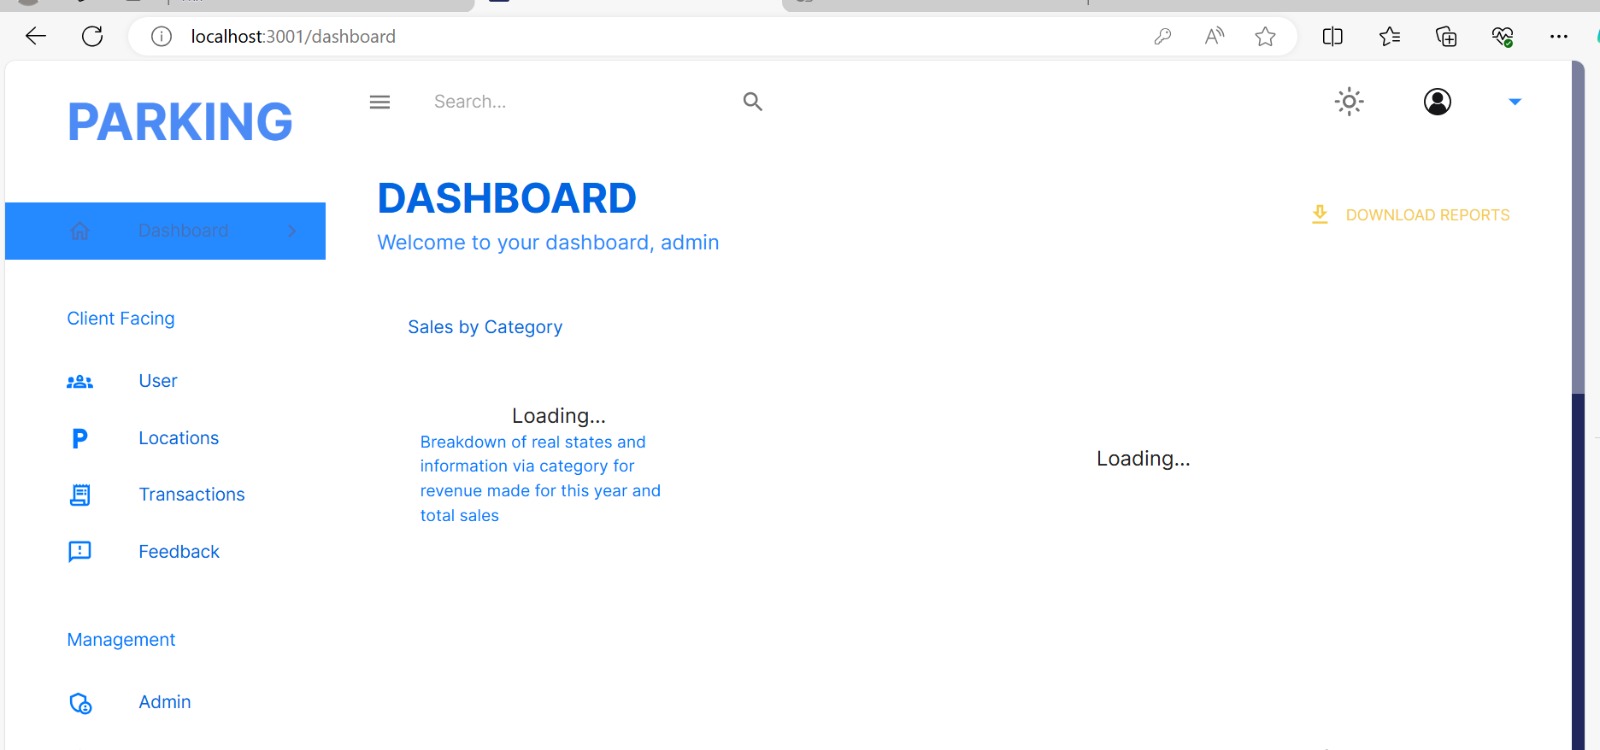 localhost:3001/dashboard
PARKING
Search...
DASHBOARD
Welcome to your dashboard, admin
DOWNLOAD REPORTS
Dashboard
Client Facing
User
Locations
Transactions
Feedback
Management
Admin
Sales by Category
Loading...
Breakdown of real states and
information via category for
revenue made for this year and
total sales
Loading...